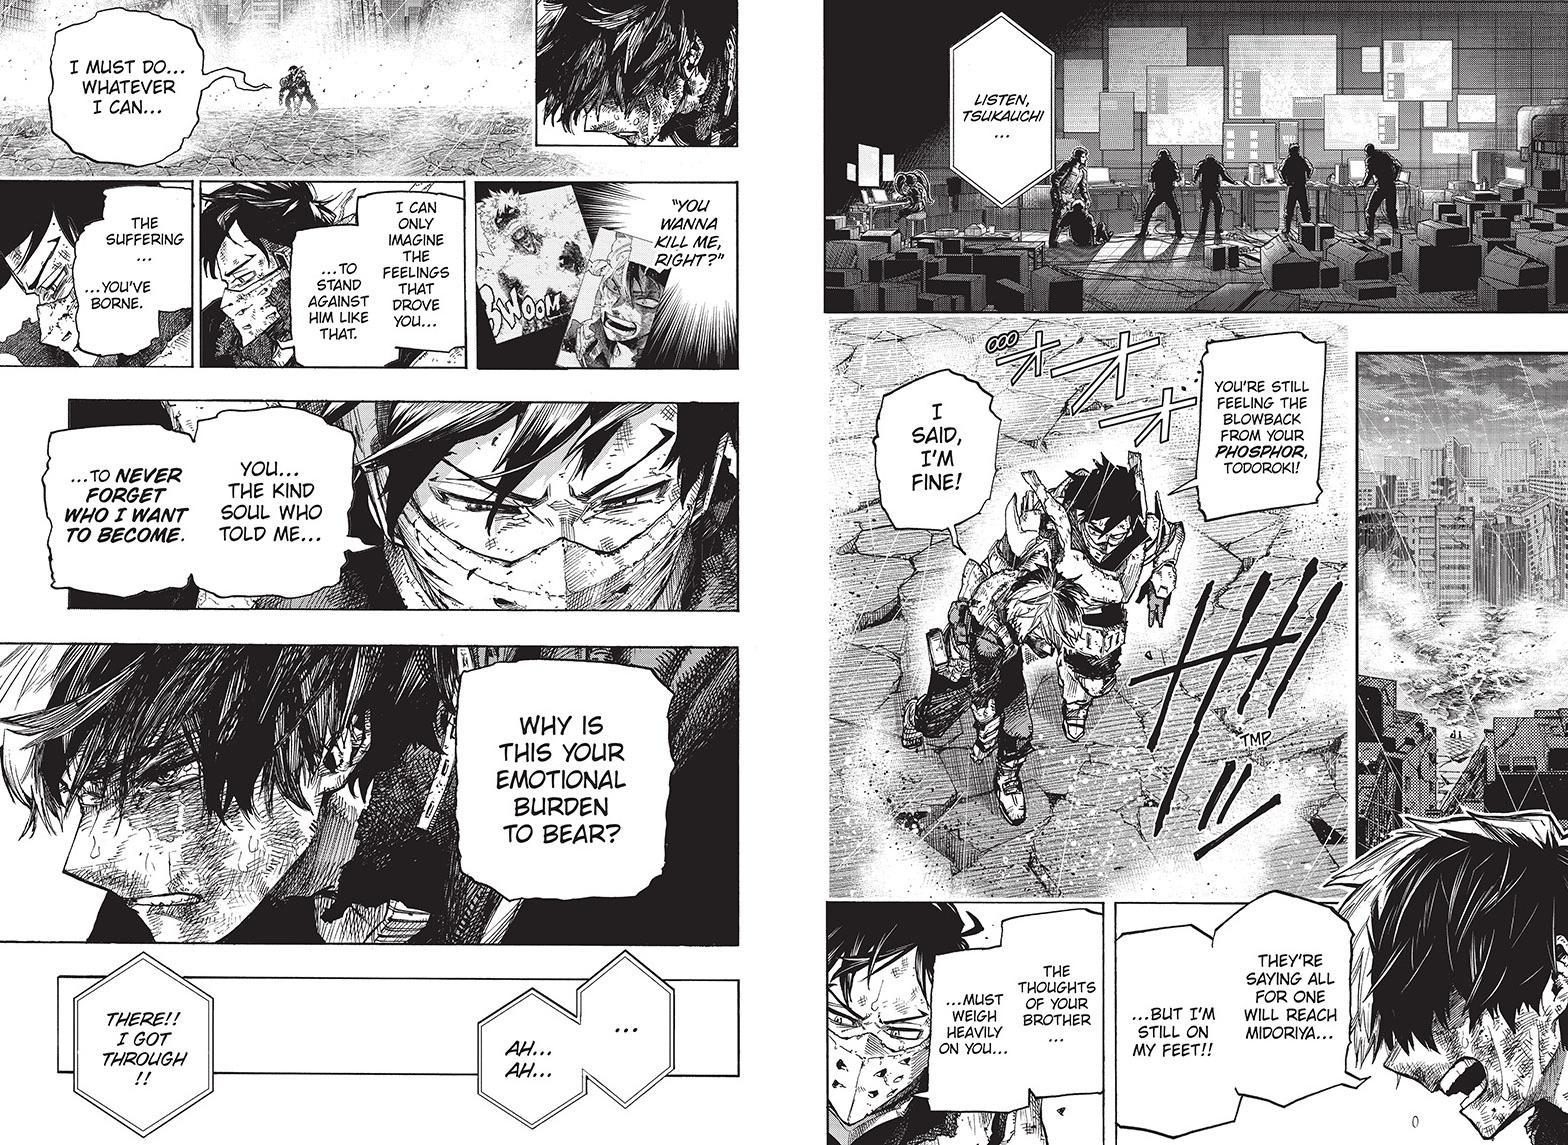 LISTEN,
TSUKAUCHI
...
YOU'RE STILL
FEELING THE
BLOWBACK
FROM YOUR
PHOSPHOR,
TODOROKI!
オオオ
OOO
I
SAID,
I'M
FINE!
TMP
THEY'RE
SAYING ALL
FOR ONE
WILL REACH
MIDORIYA...
...BUT I'M
STILL ON
MY FEET!!
THE
THOUGHTS
OF YOUR
BROTHER
...
...MUST
WEIGH
HEAVILY
ON YOU...
I MUST DO...
WHATEVER
I CAN...
"YOU
WANNA
KILL ME,
RIGHT?"
BWOOM
I CAN
ONLY
IMAGINE
THE
FEELINGS
THAT
DROVE
YOU...
...TO
STAND
AGAINST
HIM LIKE
THAT.
THE
SUFFERING
...
...YOU'VE
BORNE.
YOU...
THE KIND
SOUL WHO
TOLD ME...
...TO NEVER
FORGET
WHO I WANT
TO BECOME.
WHY IS
THIS YOUR
EMOTIONAL
BURDEN
TO BEAR?
...
AH...
AH...
THERE!!
I GOT
THROUGH
!!